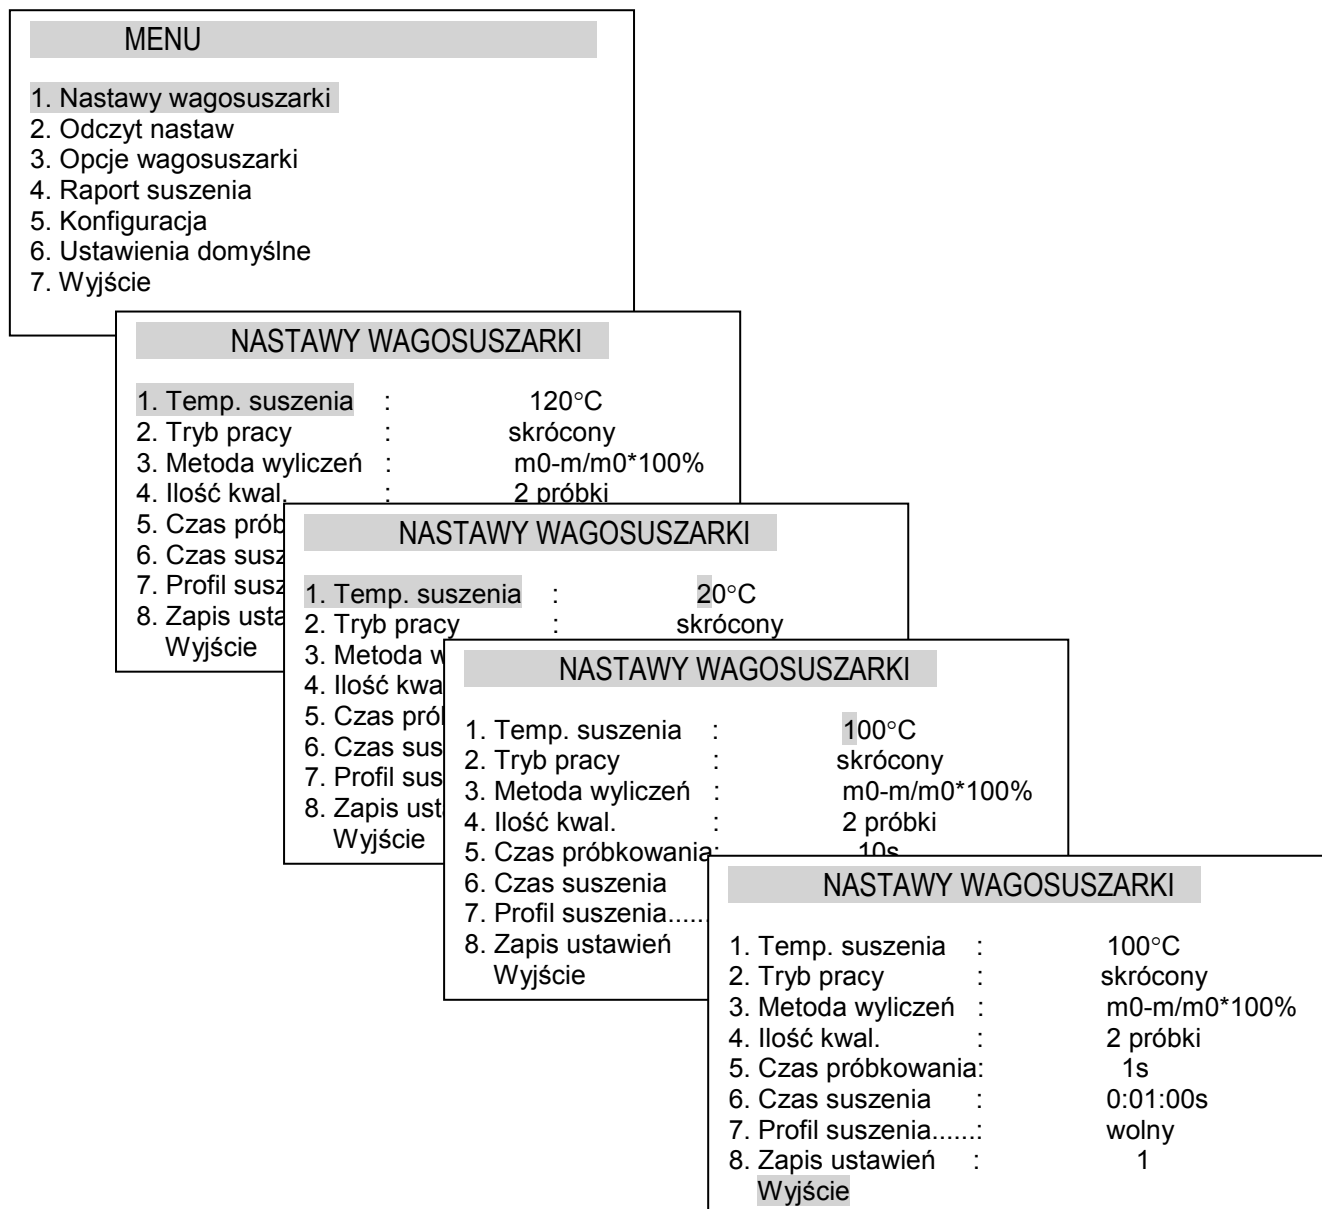 MENU
1. Nastawy wagosuszarki
2. Odczyt nastaw
3. Opcje wagosuszarki
4. Raport suszenia
5. Konfiguracja
6. Ustawienia domyślne
7. Wyjście
NASTAWY WAGOSUSZARKI
1. Temp. suszenia : 120°C
2. Tryb pracy : skrócony
3. Metoda wyliczeń : m0-m/m0*100%
4. Ilość kwal. : 2 próbki
5. Czas prób
6. Czas susz
7. Profil susz
8. Zapis usta
Wyjście
NASTAWY WAGOSUSZARKI
1. Temp. suszenia : 20°C
2. Tryb pracy : skrócony
3. Metoda w
4. Ilość kwa
5. Czas prób
6. Czas sus
7. Profil sus
8. Zapis ust
Wyjście
NASTAWY WAGOSUSZARKI
1. Temp. suszenia : 100°C
2. Tryb pracy : skrócony
3. Metoda wyliczeń : m0-m/m0*100%
4. Ilość kwal. : 2 próbki
5. Czas próbkowania: 10s
6. Czas suszenia
7. Profil suszenia......
8. Zapis ustawień
Wyjście
NASTAWY WAGOSUSZARKI
1. Temp. suszenia : 100°C
2. Tryb pracy : skrócony
3. Metoda wyliczeń : m0-m/m0*100%
4. Ilość kwal. : 2 próbki
5. Czas próbkowania: 1s
6. Czas suszenia : 0:01:00s
7. Profil suszenia......: wolny
8. Zapis ustawień : 1
Wyjście